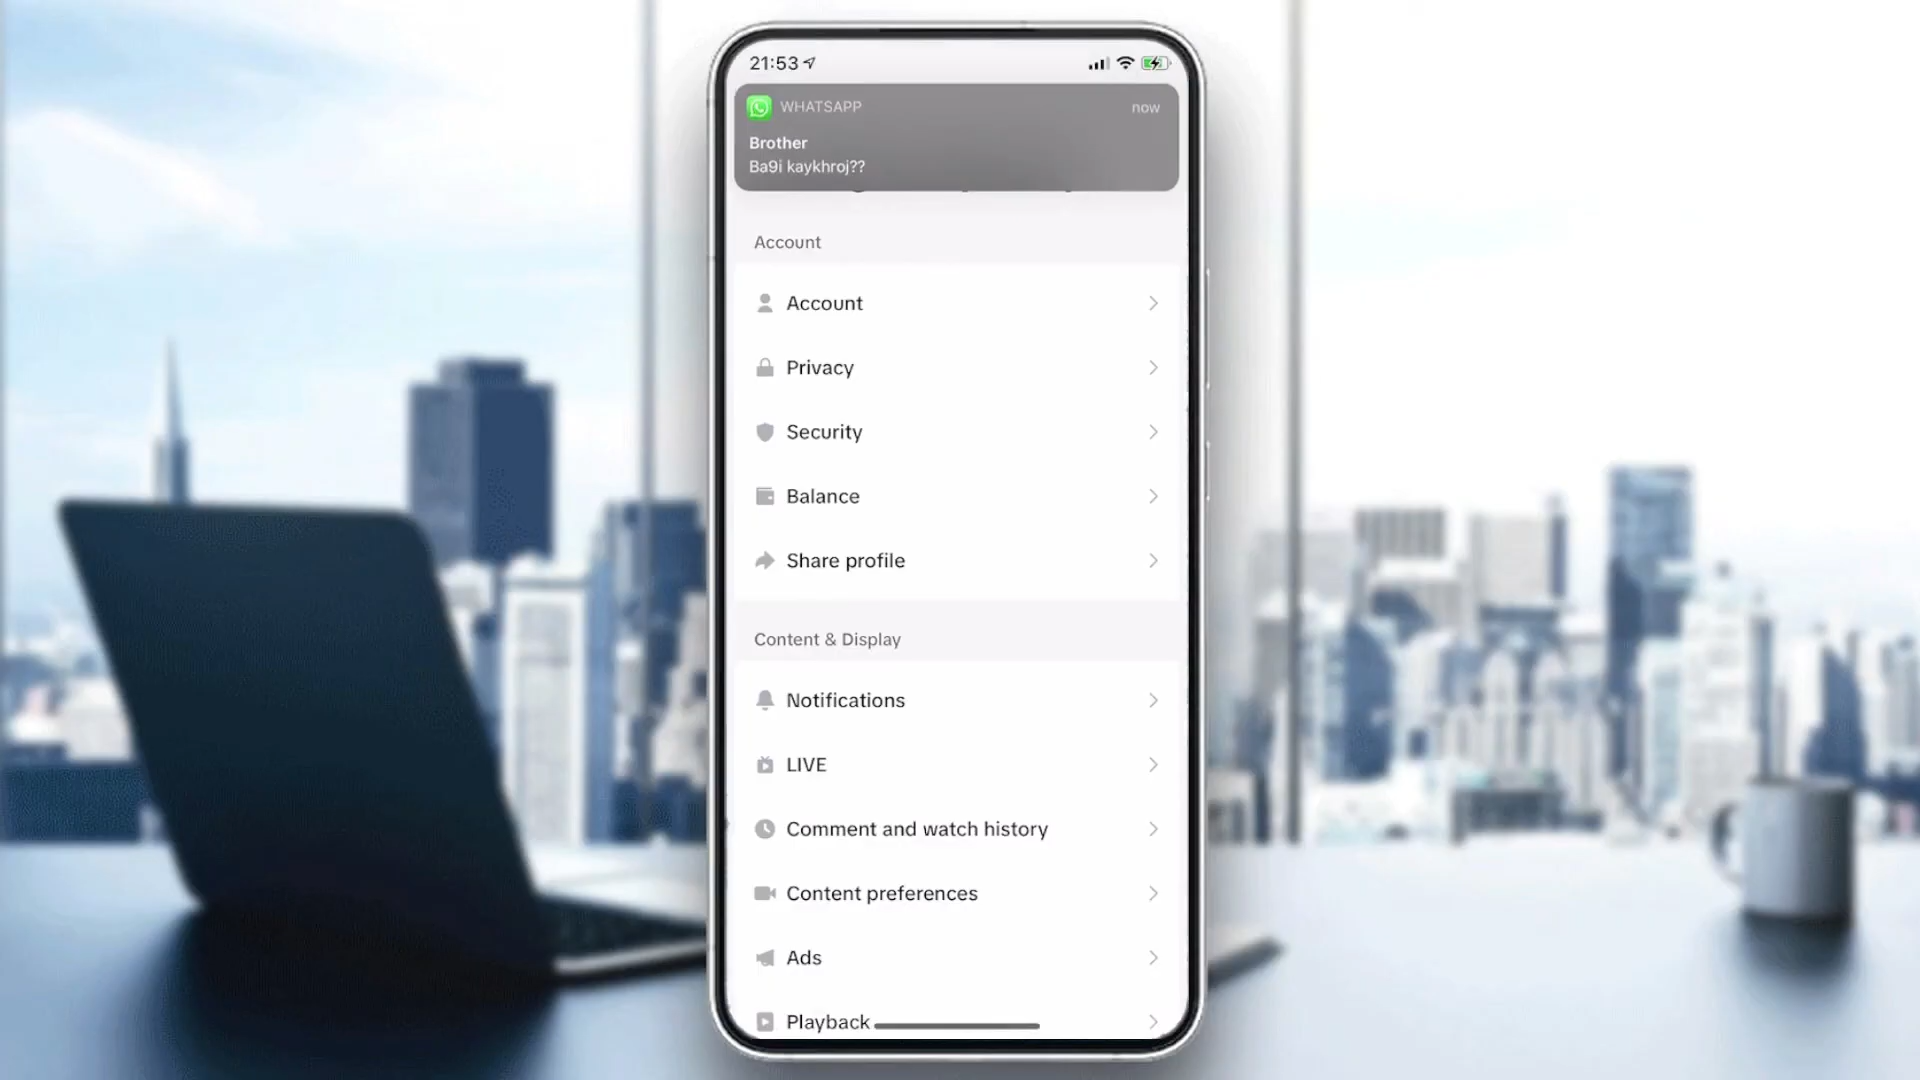 21:53
WHATSAPP
now
Brother
Ba9i kaykhroj??
Account
Account
Privacy
Security
Balance
Share profile
Content & Display
Notifications
LIVE
Comment and watch history
Content preferences
Ads
Playback